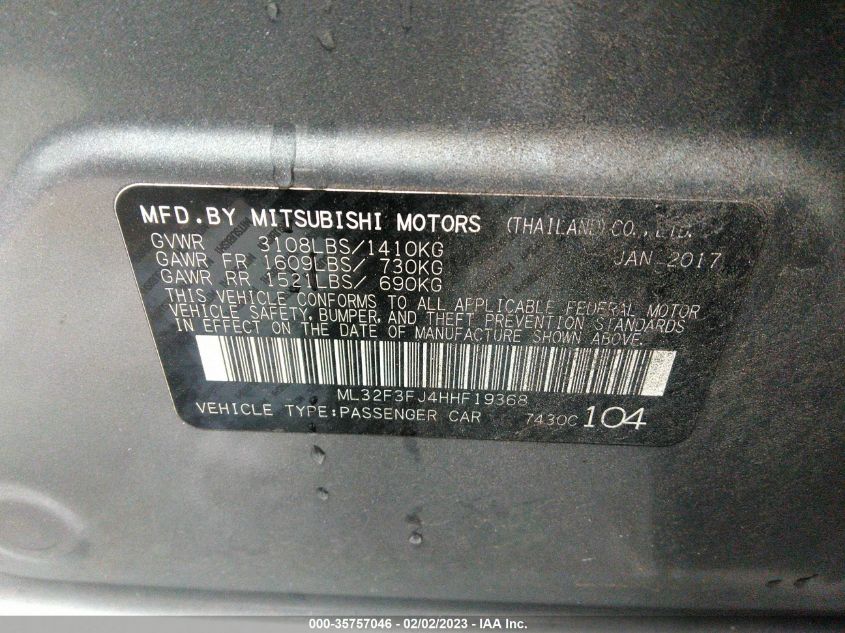 MFD.BY MITSUBISHI MOTORS (THAILAND) CO., LTD.
GVWR 3108LBS/1410KG JAN 2017
GAWR FR 1609LBS/ 730KG
GAWR RR 1521LBS/ 690KG
THIS VEHICLE CONFORMS TO ALL APPLICABLE FEDERAL MOTOR
VEHICLE SAFETY, BUMPER, AND THEFT PREVENTION STANDARDS
IN EFFECT ON THE DATE OF MANUFACTURE SHOWN ABOVE.
ML32F3FJ4HHF19368
VEHICLE TYPE:PASSENGER CAR 7430C 104
000-35757046 - 02/02/2023 - IAA Inc.